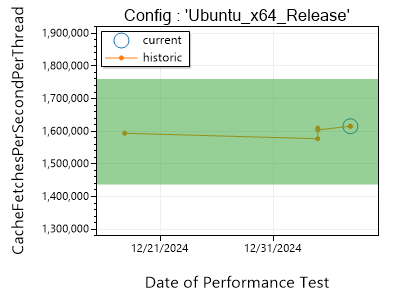 Config : 'Ubuntu_x64_Release'
CacheFetchesPerSecondPerThread
1,900,000
1,800,000
1,700,000
1,600,000
1,500,000
1,400,000
1,300,000
current
historic
12/21/2024
12/31/2024
Date of Performance Test